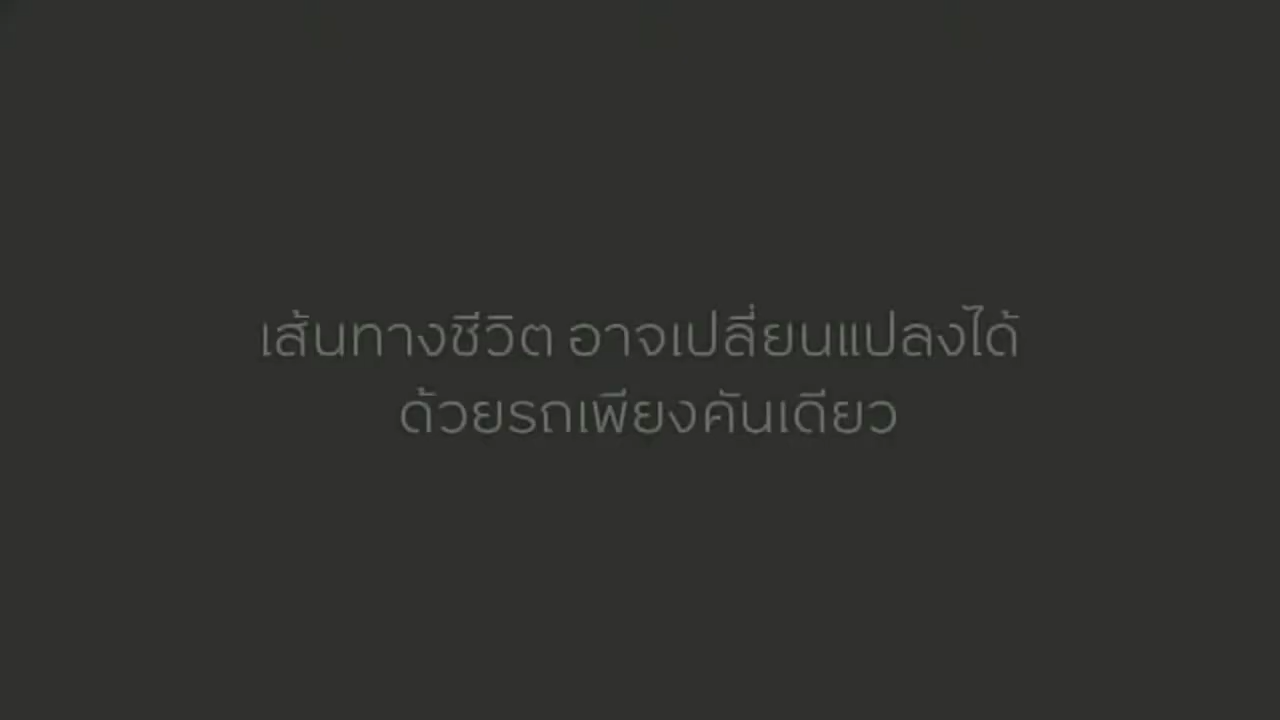 เส้นทางชีวิต อาจเปลี่ยนแปลงได้
ด้วยรถเพียงคันเดียว